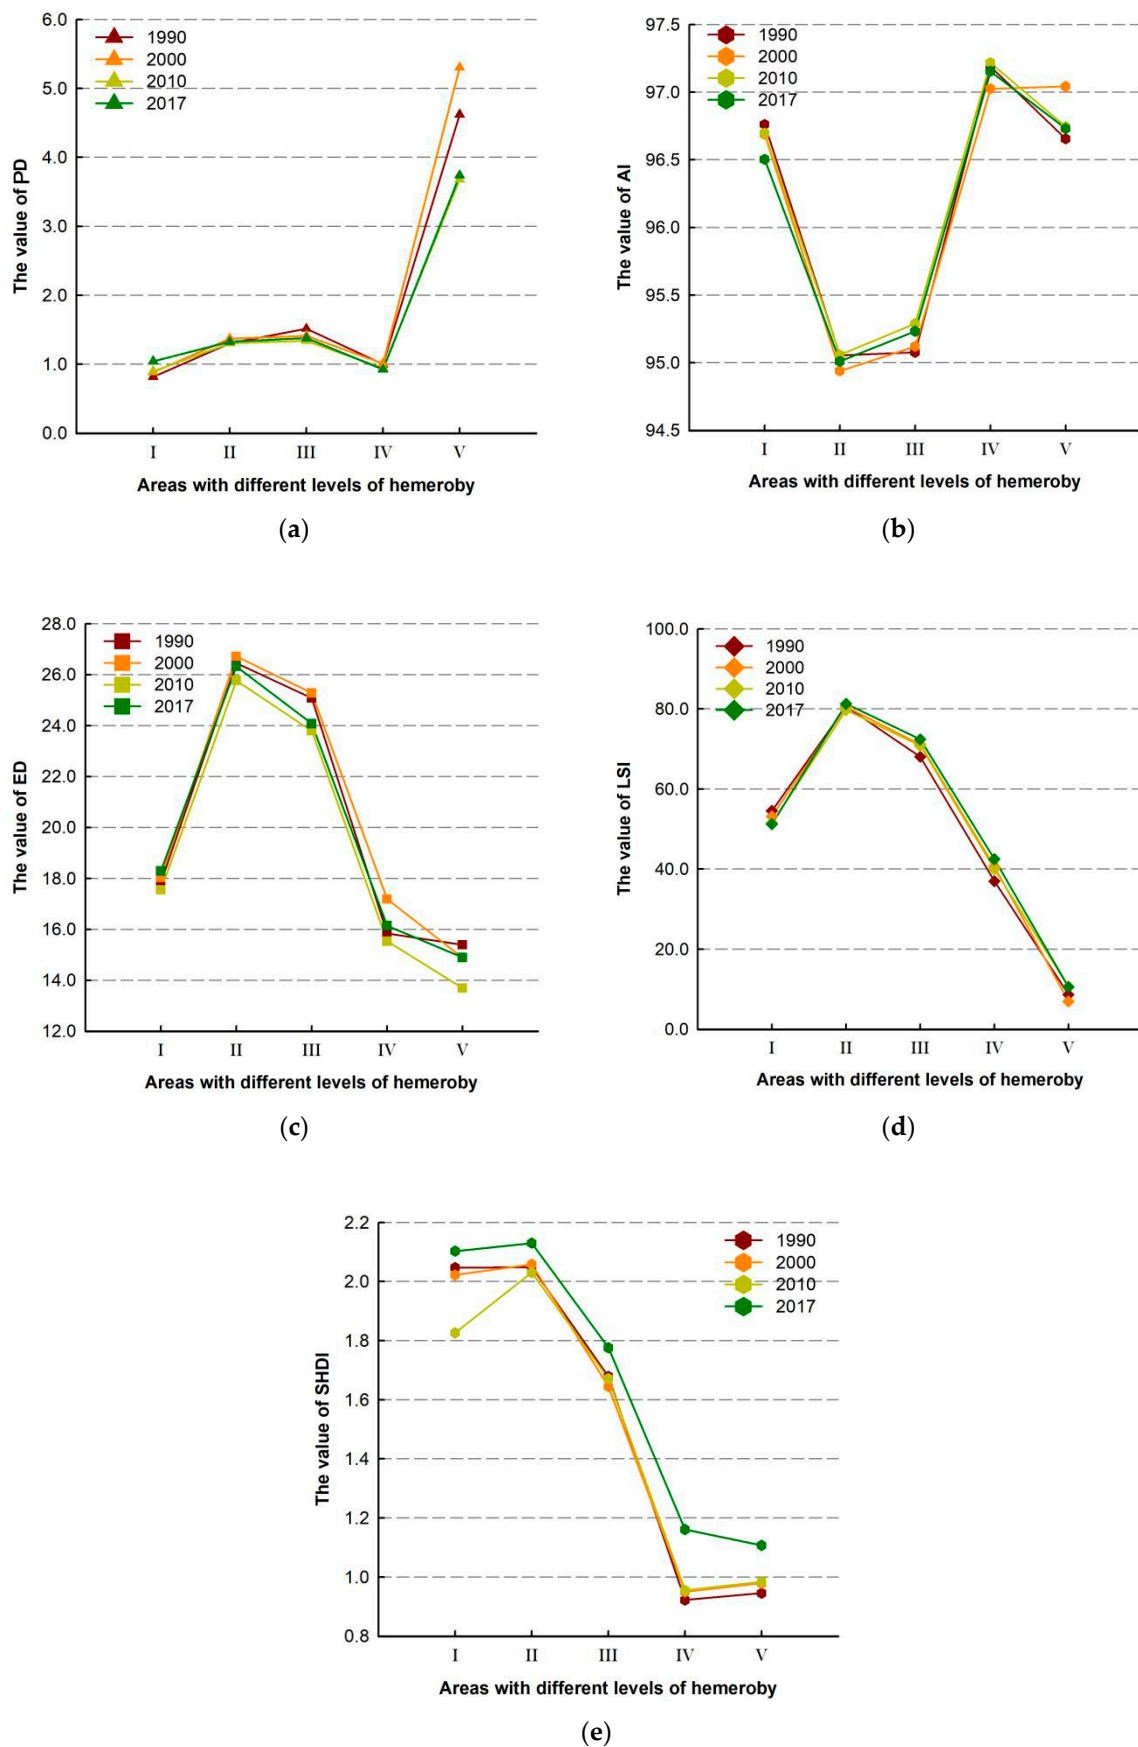 6.0
5.0
4.0
3.0
2.0
1.0
0.0
The value of PD
1990
2000
2010
2017
I II III IV V
Areas with different levels of hemeroby
(a)
97.5
97.0
96.5
96.0
95.5
95.0
94.5
The value of AI
1990
2000
2010
2017
I II III IV V
Areas with different levels of hemeroby
(b)
28.0
26.0
24.0
22.0
20.0
18.0
16.0
14.0
12.0
The value of ED
1990
2000
2010
2017
I II III IV V
Areas with different levels of hemeroby
(c)
100.0
80.0
60.0
40.0
20.0
0.0
The value of LSI
1990
2000
2010
2017
I II III IV V
Areas with different levels of hemeroby
(d)
2.2
2.0
1.8
1.6
1.4
1.2
1.0
0.8
The value of SHDI
1990
2000
2010
2017
I II III IV V
Areas with different levels of hemeroby
(e)